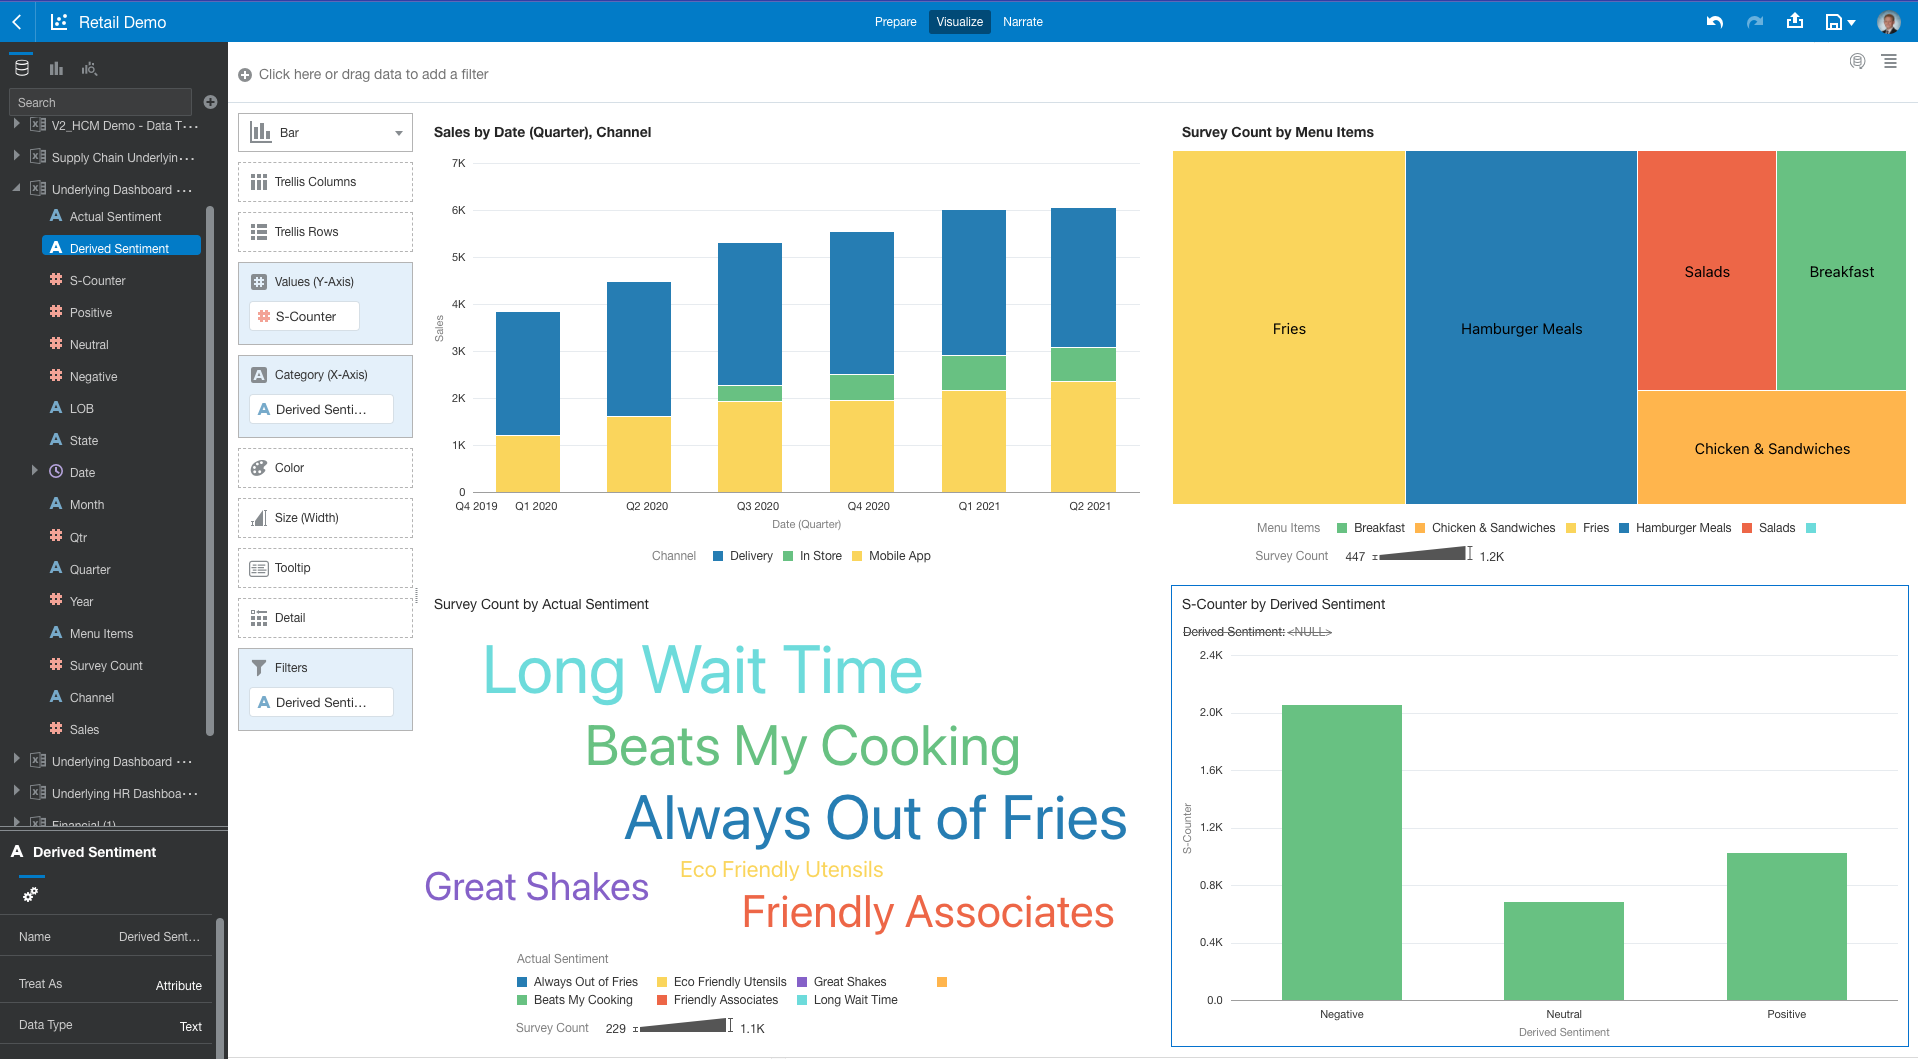 Retail Demo
Prepare
Visualize
Narrate
Search
V2_HCM Demo - Data T···
Supply Chain Underlyin···
Underlying Dashboard ···
Actual Sentiment
Derived Sentiment
S-Counter
Positive
Neutral
Negative
LOB
State
Date
Month
Qtr
Quarter
Year
Menu Items
Survey Count
Channel
Sales
Underlying Dashboard ···
Underlying HR Dashboa···
Financial (1)
Derived Sentiment
Name Derived Sent...
Treat As Attribute
Data Type Text
Click here or drag data to add a filter
Bar
Trellis Columns
Trellis Rows
Values (Y-Axis)
S-Counter
Category (X-Axis)
Derived Senti...
Color
Size (Width)
Tooltip
Detail
Filters
Derived Senti...
Sales by Date (Quarter), Channel
7K
6K
5K
4K
3K
2K
1K
0
Sales
Q4 2019 Q1 2020 Q2 2020 Q3 2020 Q4 2020 Q1 2021 Q2 2021
Date (Quarter)
Channel Delivery In Store Mobile App
Survey Count by Menu Items
Fries
Hamburger Meals
Salads
Breakfast
Chicken & Sandwiches
Menu Items Breakfast Chicken & Sandwiches Fries Hamburger Meals Salads
Survey Count 447 1.2K
Survey Count by Actual Sentiment
Long Wait Time
Beats My Cooking
Always Out of Fries
Eco Friendly Utensils
Great Shakes
Friendly Associates
Actual Sentiment
Always Out of Fries Eco Friendly Utensils Great Shakes
Beats My Cooking Friendly Associates Long Wait Time
Survey Count 229 1.1K
S-Counter by Derived Sentiment
Derived Sentiment: <NULL>
2.4K
2.0K
1.6K
1.2K
0.8K
0.4K
0.0
S-Counter
Negative Neutral Positive
Derived Sentiment